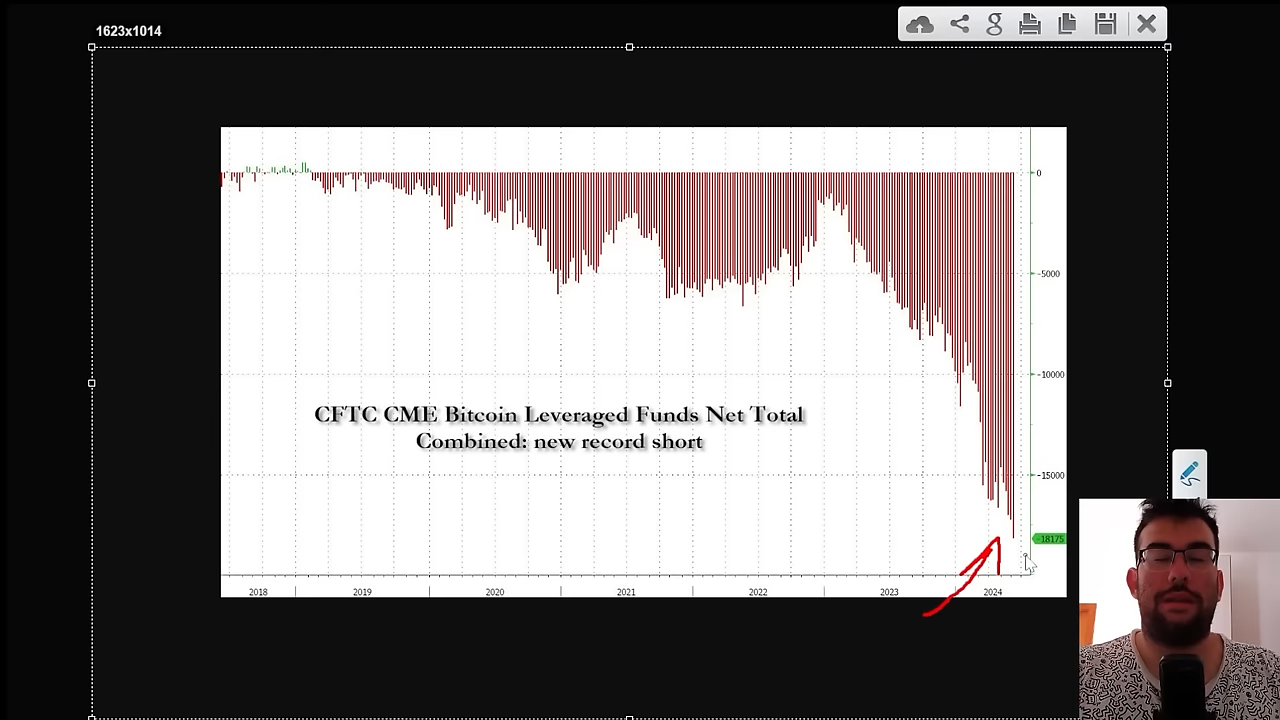 1623x1014
0
-5000
-10000
-15000
-18175
CFTC CME Bitcoin Leveraged Funds Net Total
Combined: new record short
2018 2019 2020 2021 2022 2023 2024